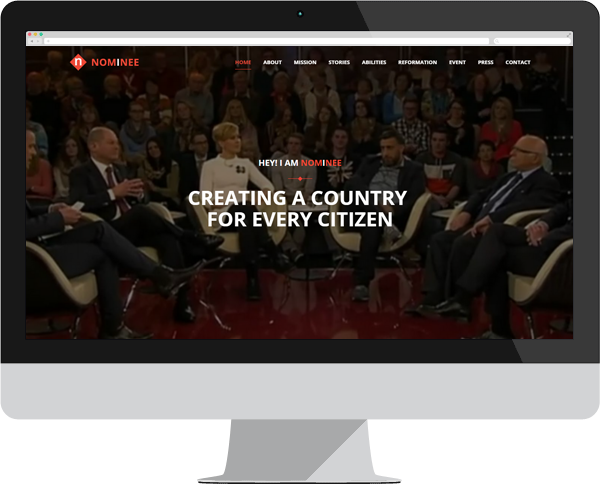 n NOMINEE
HOME ABOUT MISSION STORIES ABILITIES REFORMATION EVENT PRESS CONTACT
HEY! I AM NOMINEE
CREATING A COUNTRY
FOR EVERY CITIZEN